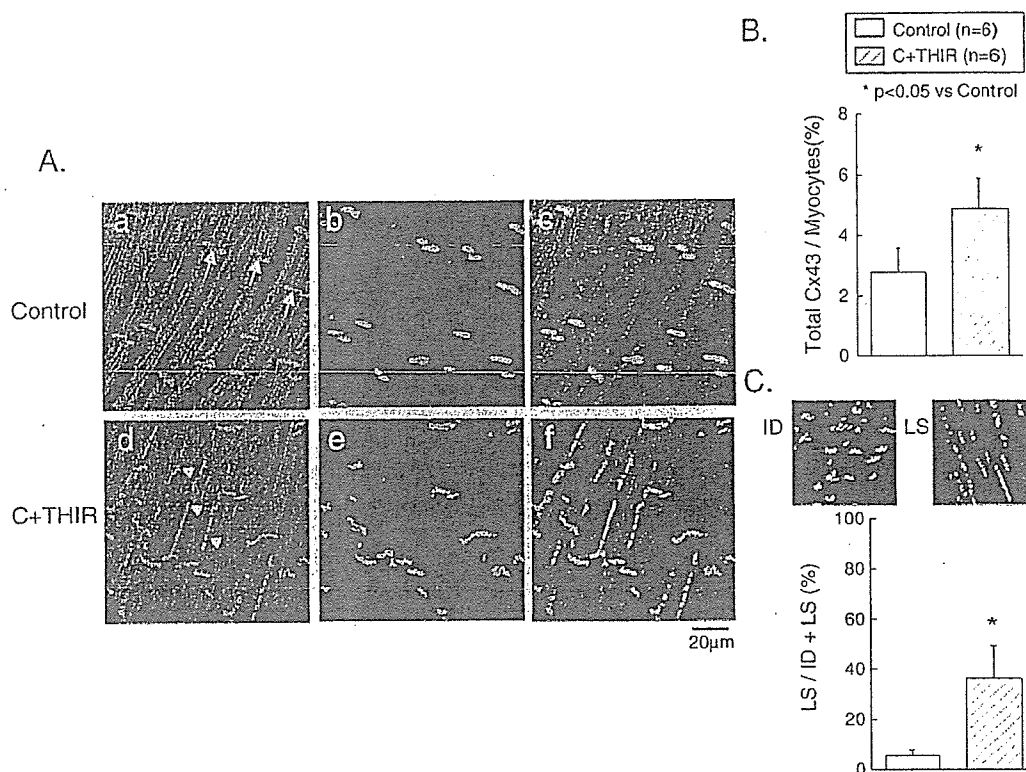 A.
Control
C+THIR
a
b
c
d
e
f
20μm
B.
Control (n=6)
C+THIR (n=6)
* p<0.05 vs Control
Total Cx43 / Myocytes(%)
8
6
4
2
0
*
C.
ID
LS
LS / ID + LS (%)
100
80
60
40
20
0
*